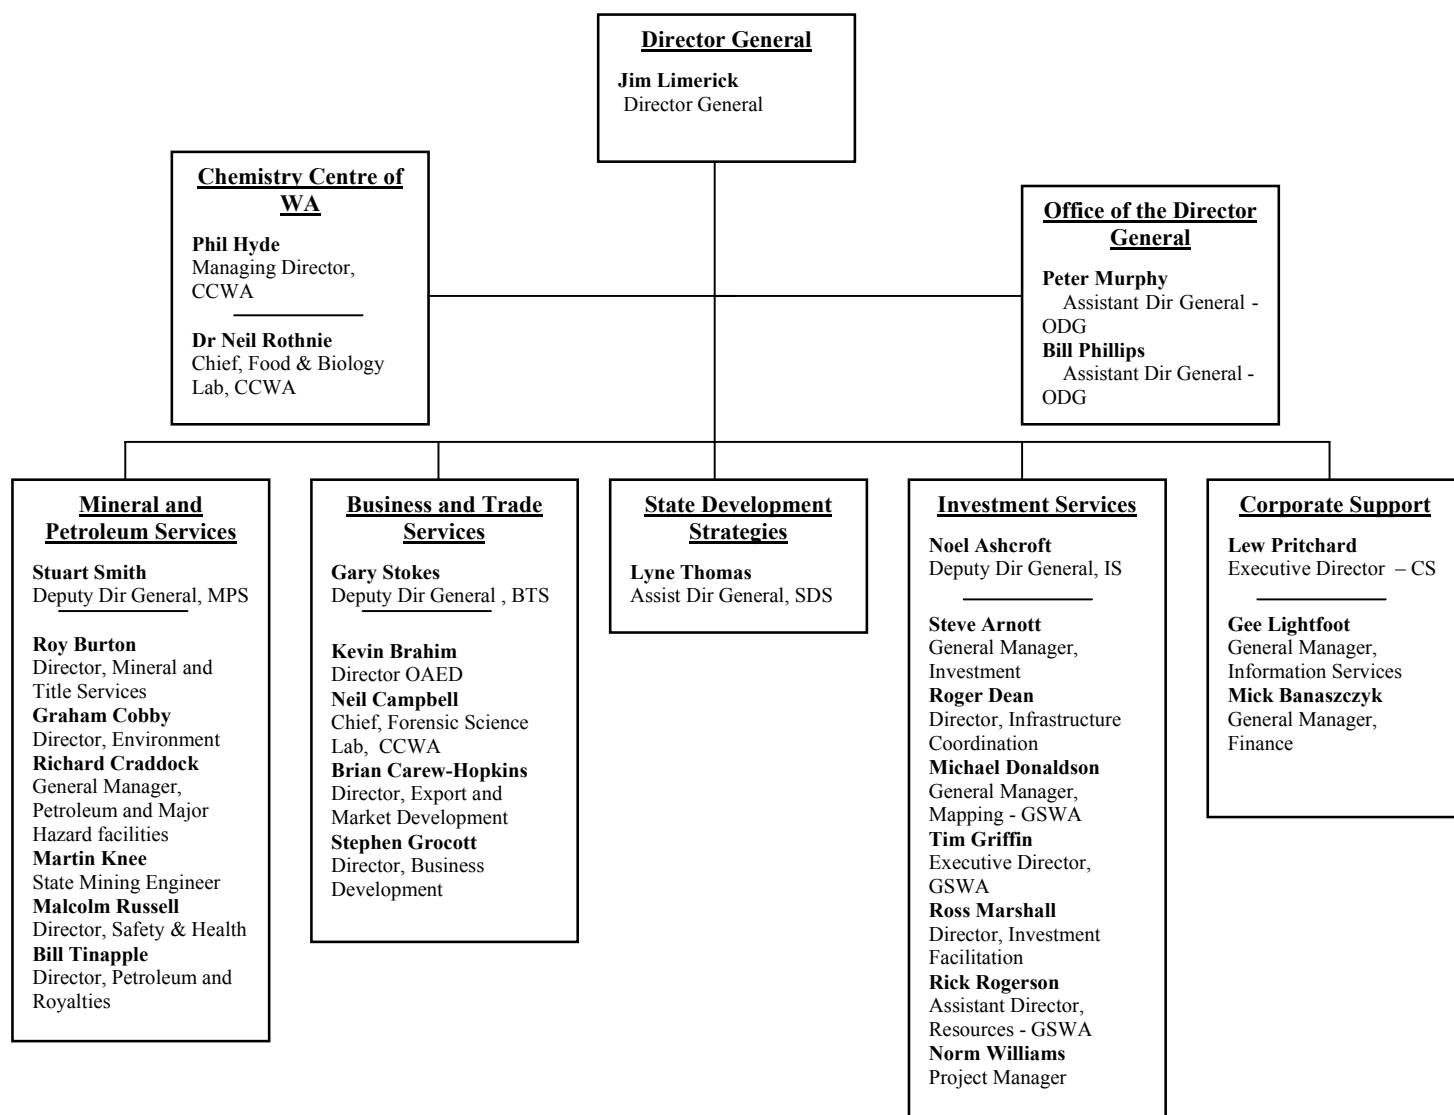 Director General
Jim Limerick
Director General
Chemistry Centre of
WA
Phil Hyde
Managing Director,
CCWA
Dr Neil Rothnie
Chief, Food & Biology
Lab, CCWA
Office of the Director
General
Peter Murphy
Assistant Dir General -
ODG
Bill Phillips
Assistant Dir General -
ODG
Mineral and
Petroleum Services
Stuart Smith
Deputy Dir General, MPS
Roy Burton
Director, Mineral and
Title Services
Graham Cobby
Director, Environment
Richard Craddock
General Manager,
Petroleum and Major
Hazard facilities
Martin Knee
State Mining Engineer
Malcolm Russell
Director, Safety & Health
Bill Tinapple
Director, Petroleum and
Royalties
Business and Trade
Services
Gary Stokes
Deputy Dir General , BTS
Kevin Brahim
Director OAED
Neil Campbell
Chief, Forensic Science
Lab, CCWA
Brian Carew-Hopkins
Director, Export and
Market Development
Stephen Grocott
Director, Business
Development
State Development
Strategies
Lyne Thomas
Assist Dir General, SDS
Investment Services
Noel Ashcroft
Deputy Dir General, IS
Steve Arnott
General Manager,
Investment
Roger Dean
Director, Infrastructure
Coordination
Michael Donaldson
General Manager,
Mapping - GSWA
Tim Griffin
Executive Director,
GSWA
Ross Marshall
Director, Investment
Facilitation
Rick Rogerson
Assistant Director,
Resources - GSWA
Norm Williams
Project Manager
Corporate Support
Lew Pritchard
Executive Director – CS
Gee Lightfoot
General Manager,
Information Services
Mick Banaszczyk
General Manager,
Finance